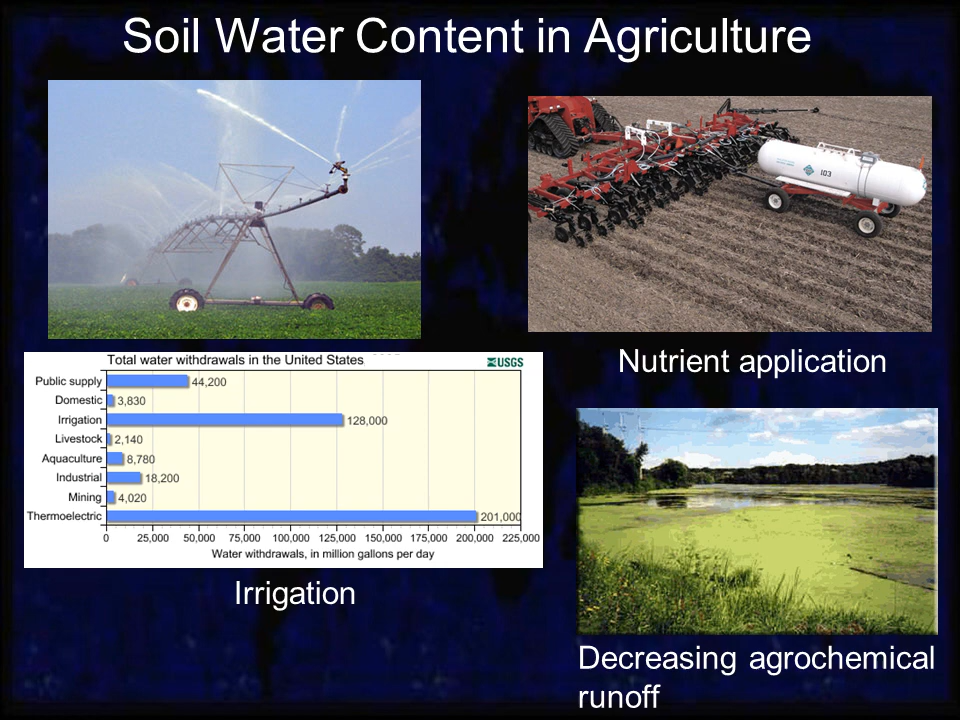 Soil Water Content in Agriculture
103
Nutrient application
Total water withdrawals in the United States
USGS
Public supply 44,200
Domestic 3,830
Irrigation 128,000
Livestock 2,140
Aquaculture 8,780
Industrial 18,200
Mining 4,020
Thermoelectric 201,000
0 25,000 50,000 75,000 100,000 125,000 150,000 175,000 200,000 225,000
Water withdrawals, in million gallons per day
Irrigation
Decreasing agrochemical
runoff